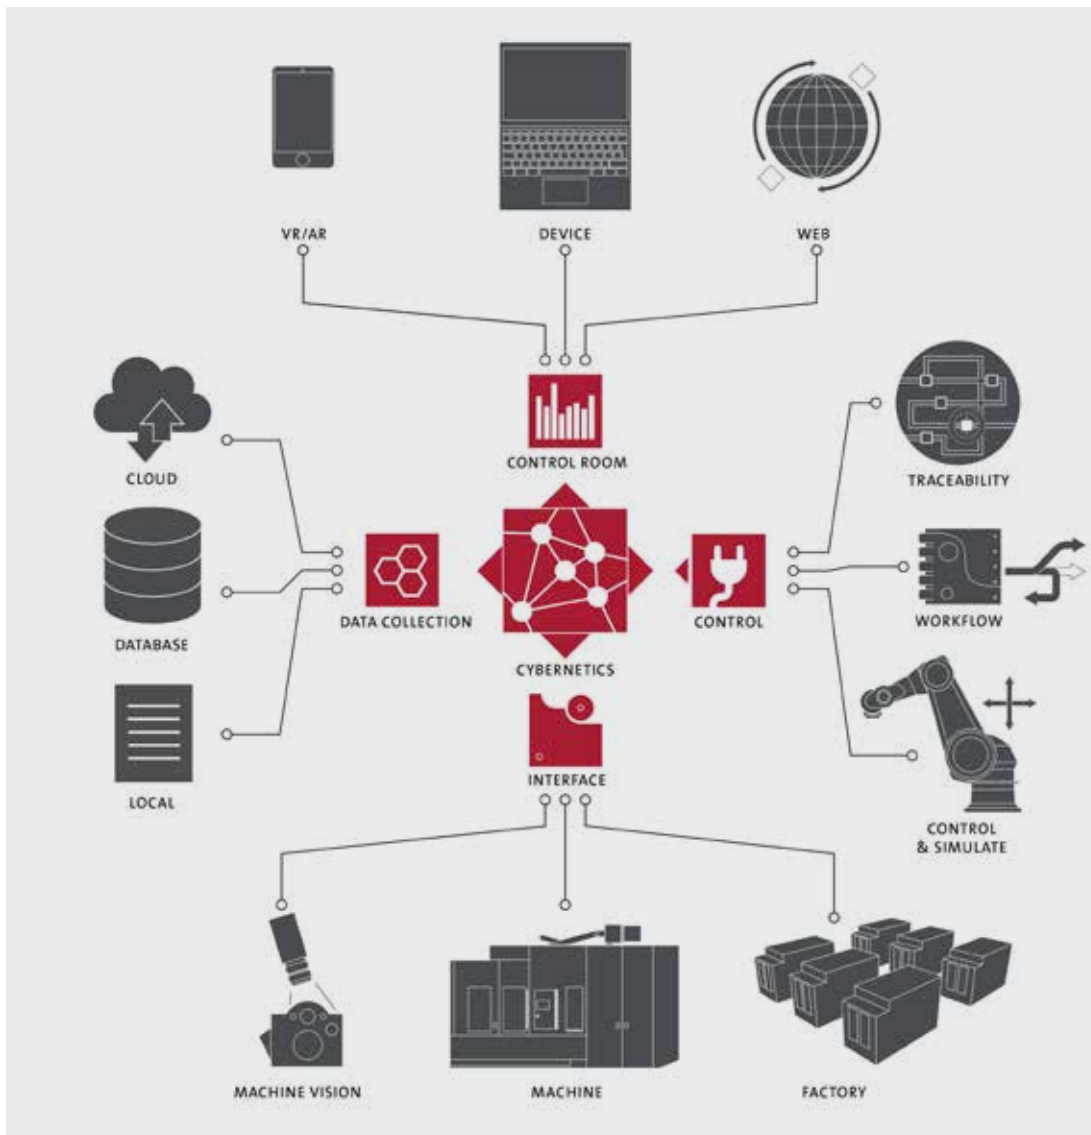 VR/AR
DEVICE
WEB
CONTROL ROOM
CLOUD
TRACEABILITY
DATA COLLECTION
CONTROL
DATABASE
WORKFLOW
CYBERNETICS
LOCAL
INTERFACE
CONTROL
& SIMULATE
MACHINE VISION
MACHINE
FACTORY